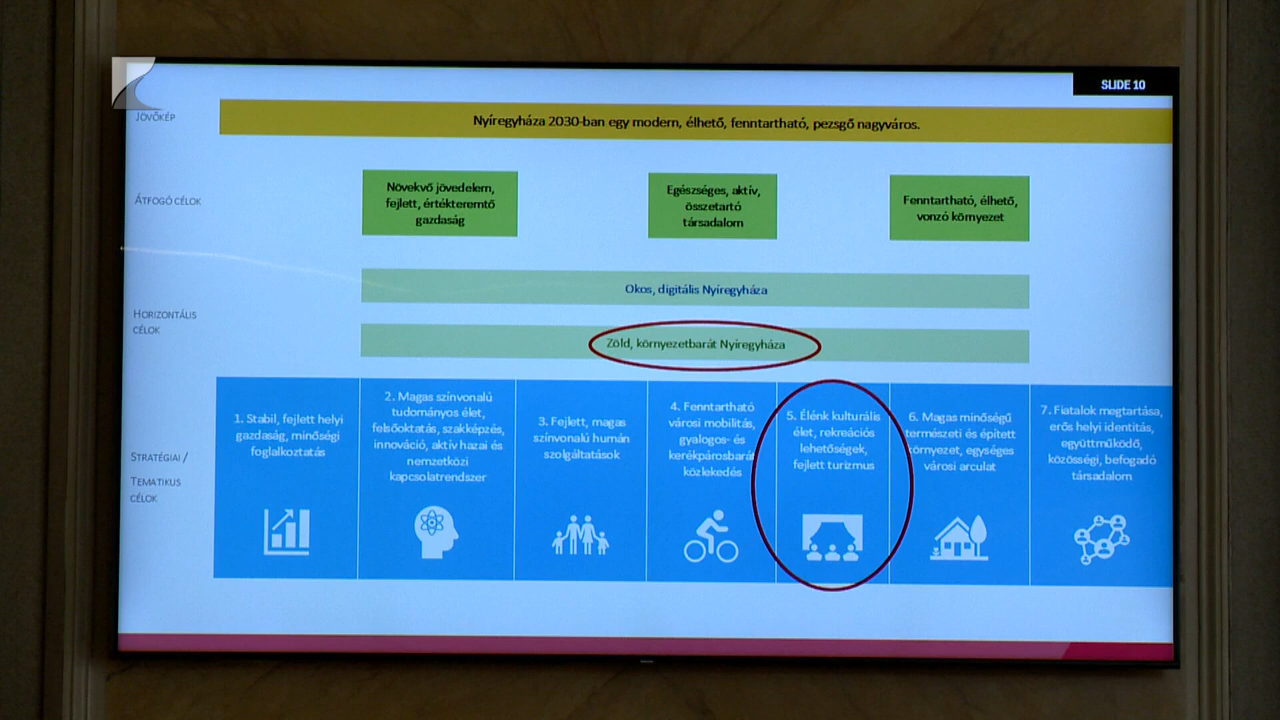 SLIDE 10
JÖVŐKÉP
Nyíregyháza 2030-ban egy modern, élhető, fenntartható, pezsgő nagyváros.
ÁTFOGÓ CÉLOK
Növekvő jövedelem,
fejlett, értékteremtő
gazdaság
Egészséges, aktív,
összetartó
társadalom
Fenntartható, élhető,
vonzó környezet
HORIZONTÁLIS
CÉLOK
Okos, digitális Nyíregyháza
Zöld, környezetbarát Nyíregyháza
STRATÉGIAI /
TEMATIKUS
CÉLOK
1. Stabil, fejlett helyi
gazdaság, minőségi
foglalkoztatás
2. Magas színvonalú
tudományos élet,
felsőoktatás, szakképzés,
innováció, aktív hazai és
nemzetközi
kapcsolatrendszer
3. Fejlett, magas
színvonalú humán
szolgáltatások
4. Fenntartható
városi mobilitás,
gyalogos- és
kerékpárosbarát
közlekedés
5. Élénk kulturális
élet, rekreációs
lehetőségek,
fejlett turizmus
6. Magas minőségű
természeti és épített
környezet, egységes
városi arculat
7. Fiatalok megtartása,
erős helyi identitás,
együttműködő,
közösségi, befogadó
társadalom